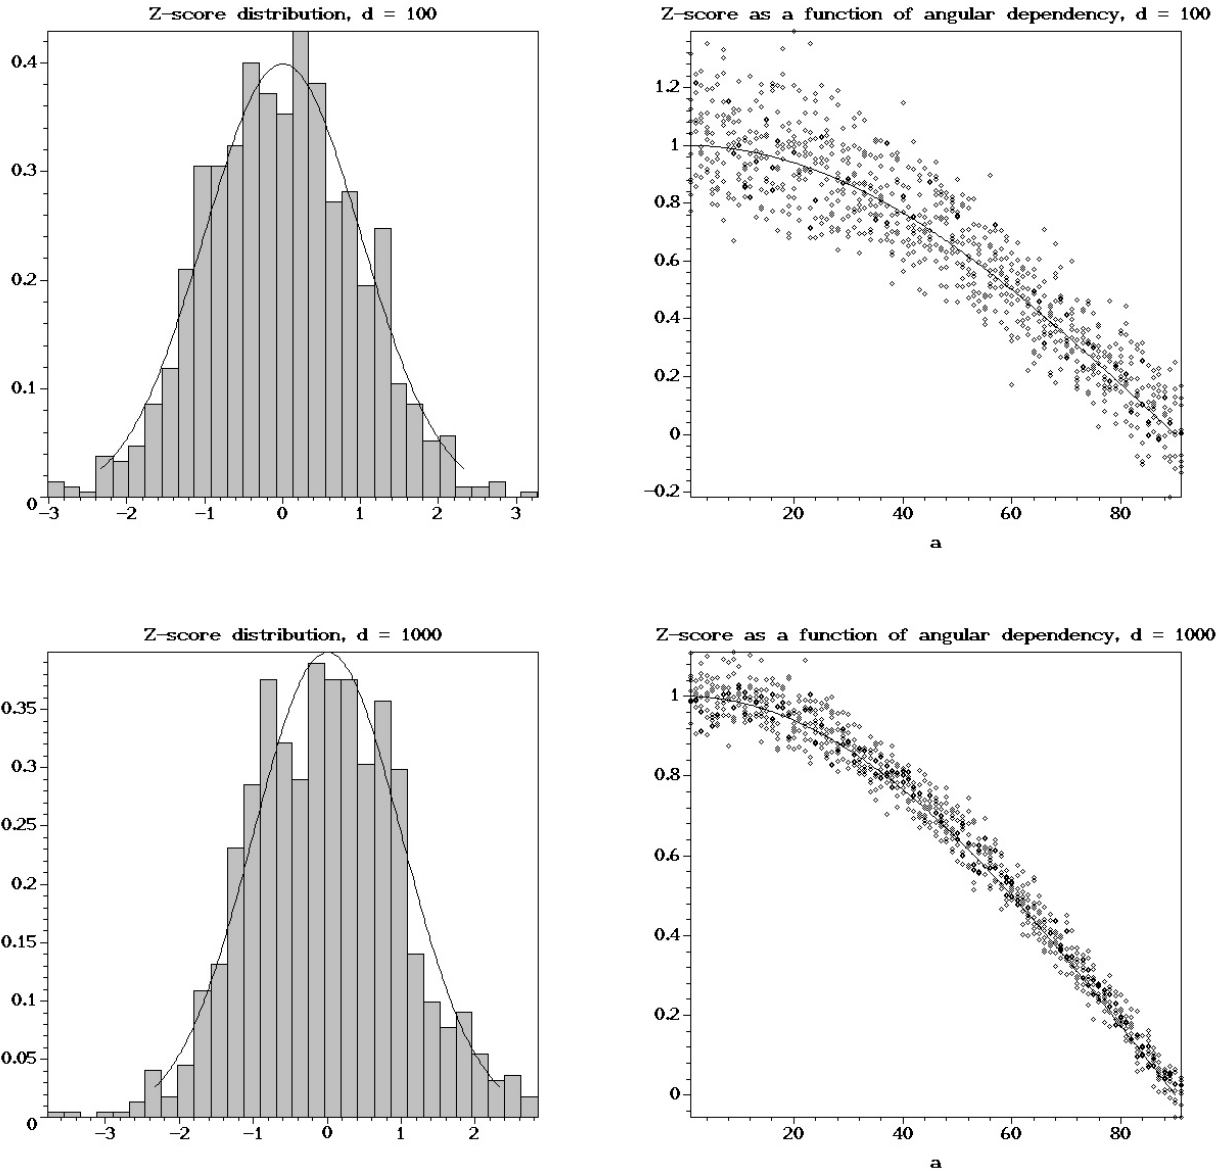 Z-score distribution, d = 100
0.4
0.3
0.2
0.1
0
-3 -2 -1 0 1 2 3
Z-score as a function of angular dependency, d = 100
1.2
1
0.8
0.6
0.4
0.2
0
-0.2
20 40 60 80
a
Z-score distribution, d = 1000
0.35
0.3
0.25
0.2
0.15
0.1
0.05
0
-3 -2 -1 0 1 2
Z-score as a function of angular dependency, d = 1000
1
0.8
0.6
0.4
0.2
0
20 40 60 80
a